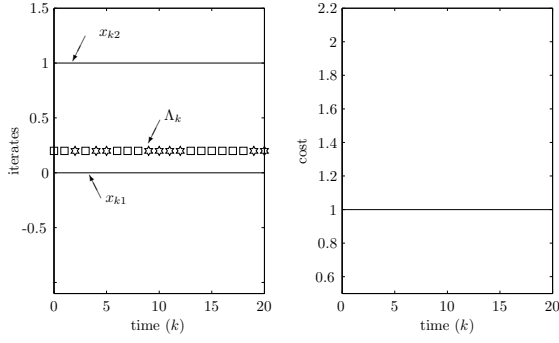 1.5
1
0.5
0
-0.5
iterates
x_{k2}
Λ_k
x_{k1}
0 5 10 15 20
time (k)
2.2
2
1.8
1.6
1.4
1.2
1
0.8
0.6
cost
0 5 10 15 20
time (k)